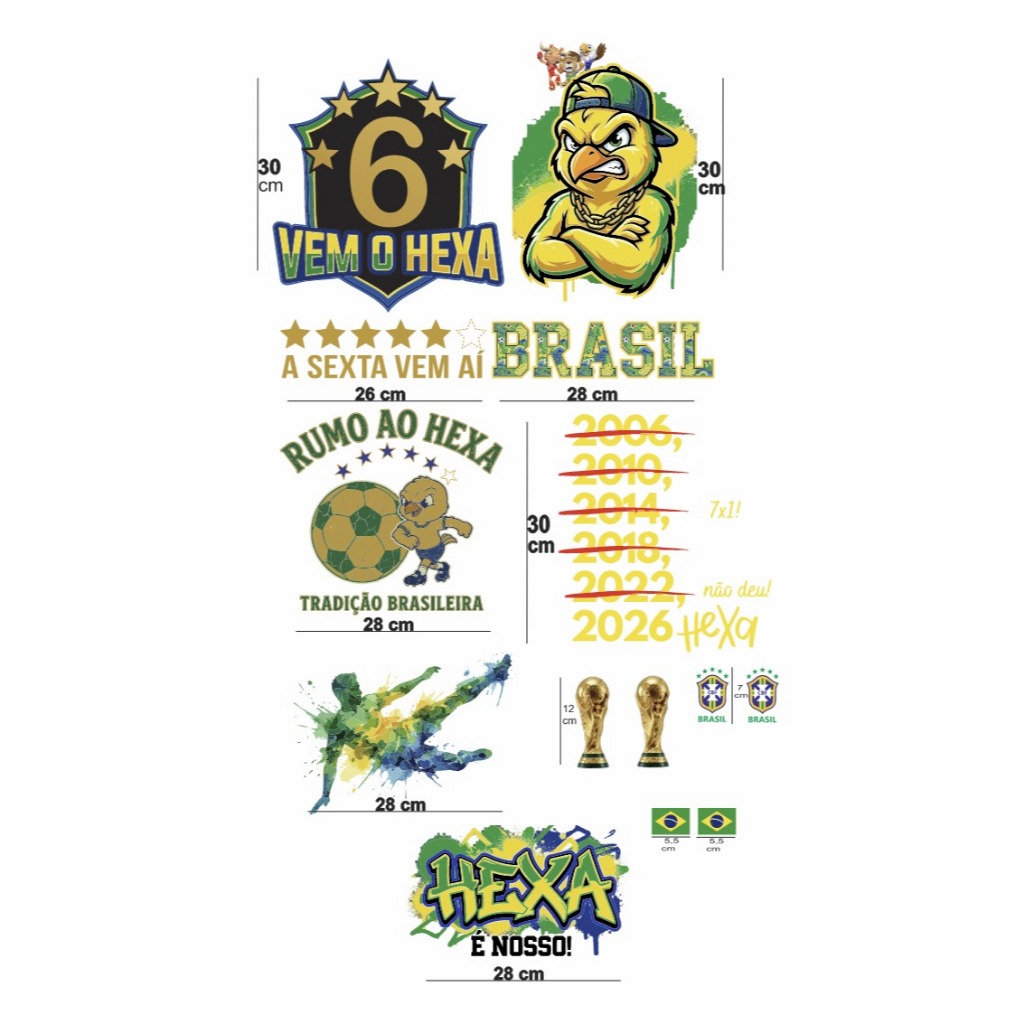 6
VEM O HEXA
30
cm
30
cm
A SEXTA VEM AÍ
26 cm
BRASIL
28 cm
RUMO AO HEXA
TRADIÇÃO BRASILEIRA
28 cm
30
cm
2006,
2010,
2014, 7x1!
2018,
2022, não deu!
2026 HeXa
28 cm
12
cm
CBF
BRASIL
7
cm
CBF
BRASIL
5,5
cm
5,5
cm
HEXA
É NOSSO!
28 cm